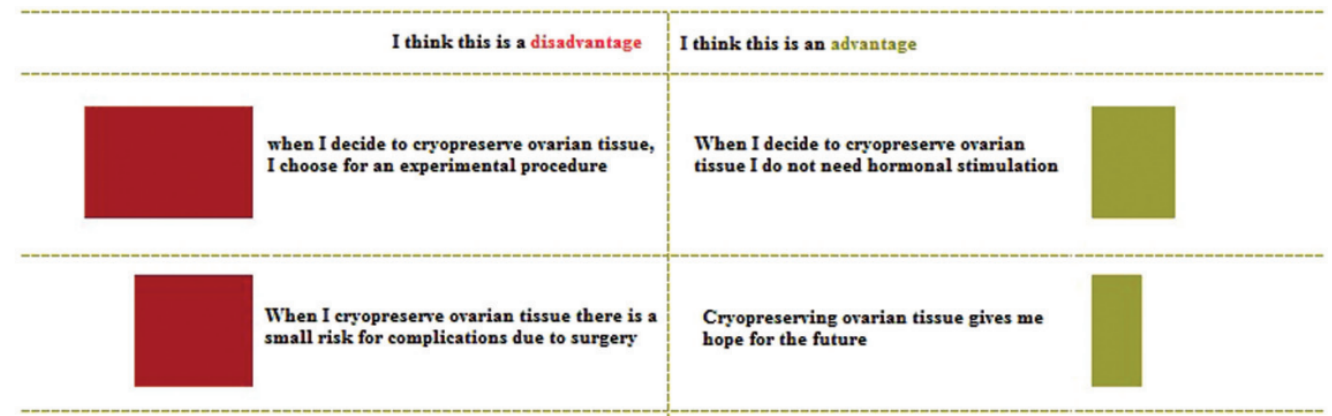 I think this is a disadvantage
I think this is an advantage
when I decide to cryopreserve ovarian tissue,
I choose for an experimental procedure
When I decide to cryopreserve ovarian
tissue I do not need hormonal stimulation
When I cryopreserve ovarian tissue there is a
small risk for complications due to surgery
Cryopreserving ovarian tissue gives me
hope for the future